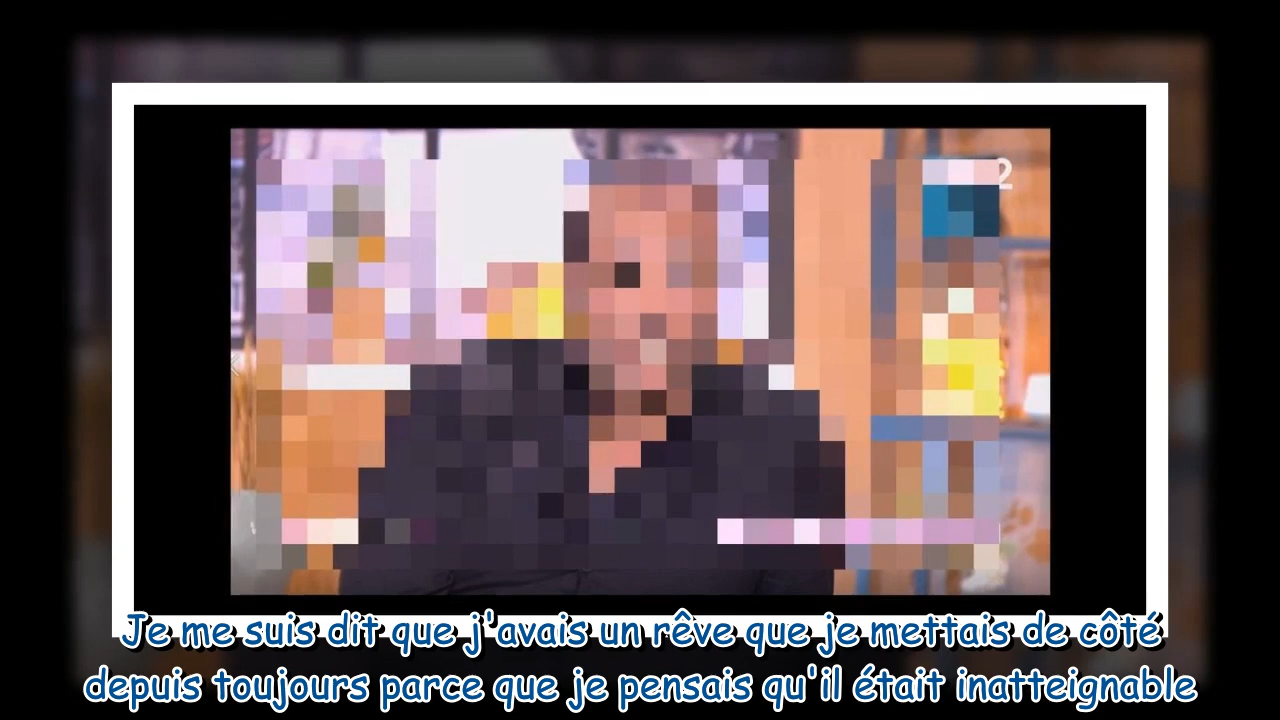 2
Je me suis dit que j'avais un rêve que je mettais de côté
depuis toujours parce que je pensais qu'il était inatteignable